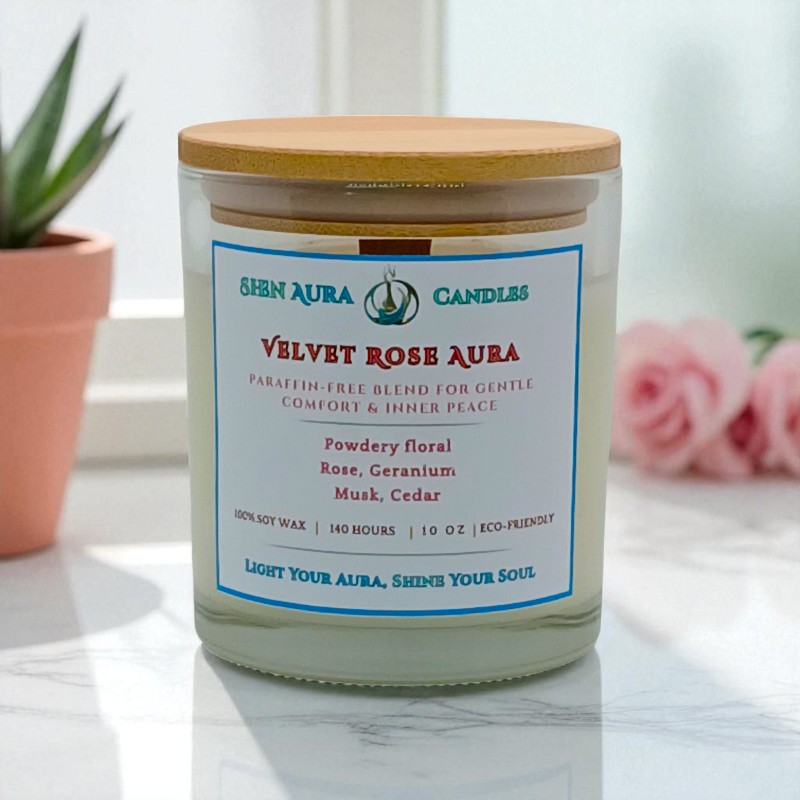 Shen Aura Candles
Velvet Rose Aura
Paraffin-free blend for gentle
comfort & inner peace
Powdery floral
Rose, Geranium
Musk, Cedar
100% Soy Wax | 140 Hours | 10 oz | Eco-Friendly
Light Your Aura, Shine Your Soul